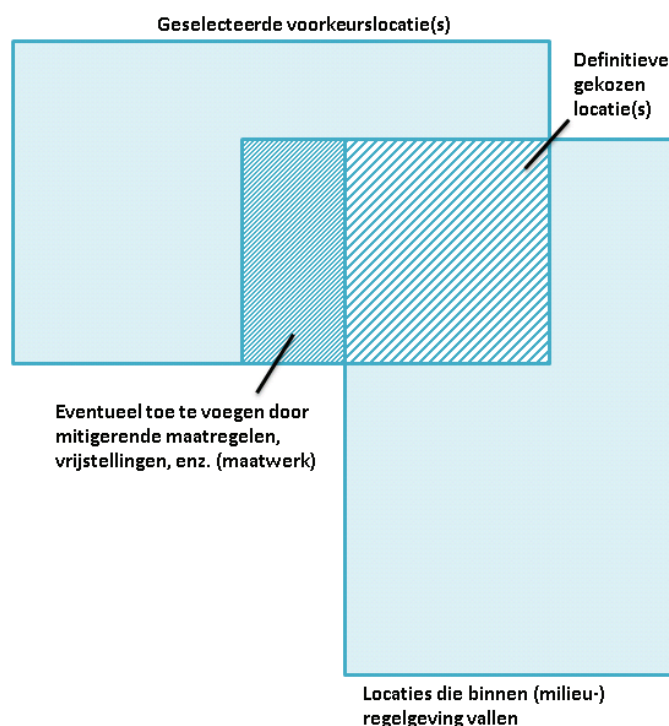 Geselecteerde voorkeurslocatie(s)
Definitieve
gekozen
locatie(s)
Eventueel toe te voegen door
mitigerende maatregelen,
vrijstellingen, enz. (maatwerk)
Locaties die binnen (milieu-)
regelgeving vallen